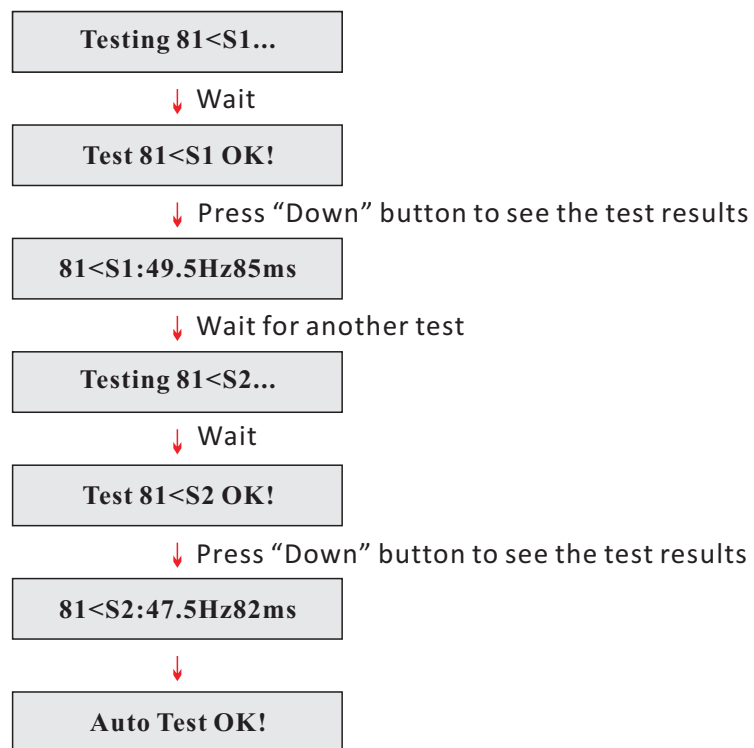 Testing 81<S1...
Wait
Test 81<S1 OK!
Press “Down” button to see the test results
81<S1:49.5Hz85ms
Wait for another test
Testing 81<S2...
Wait
Test 81<S2 OK!
Press “Down” button to see the test results
81<S2:47.5Hz82ms
Auto Test OK!